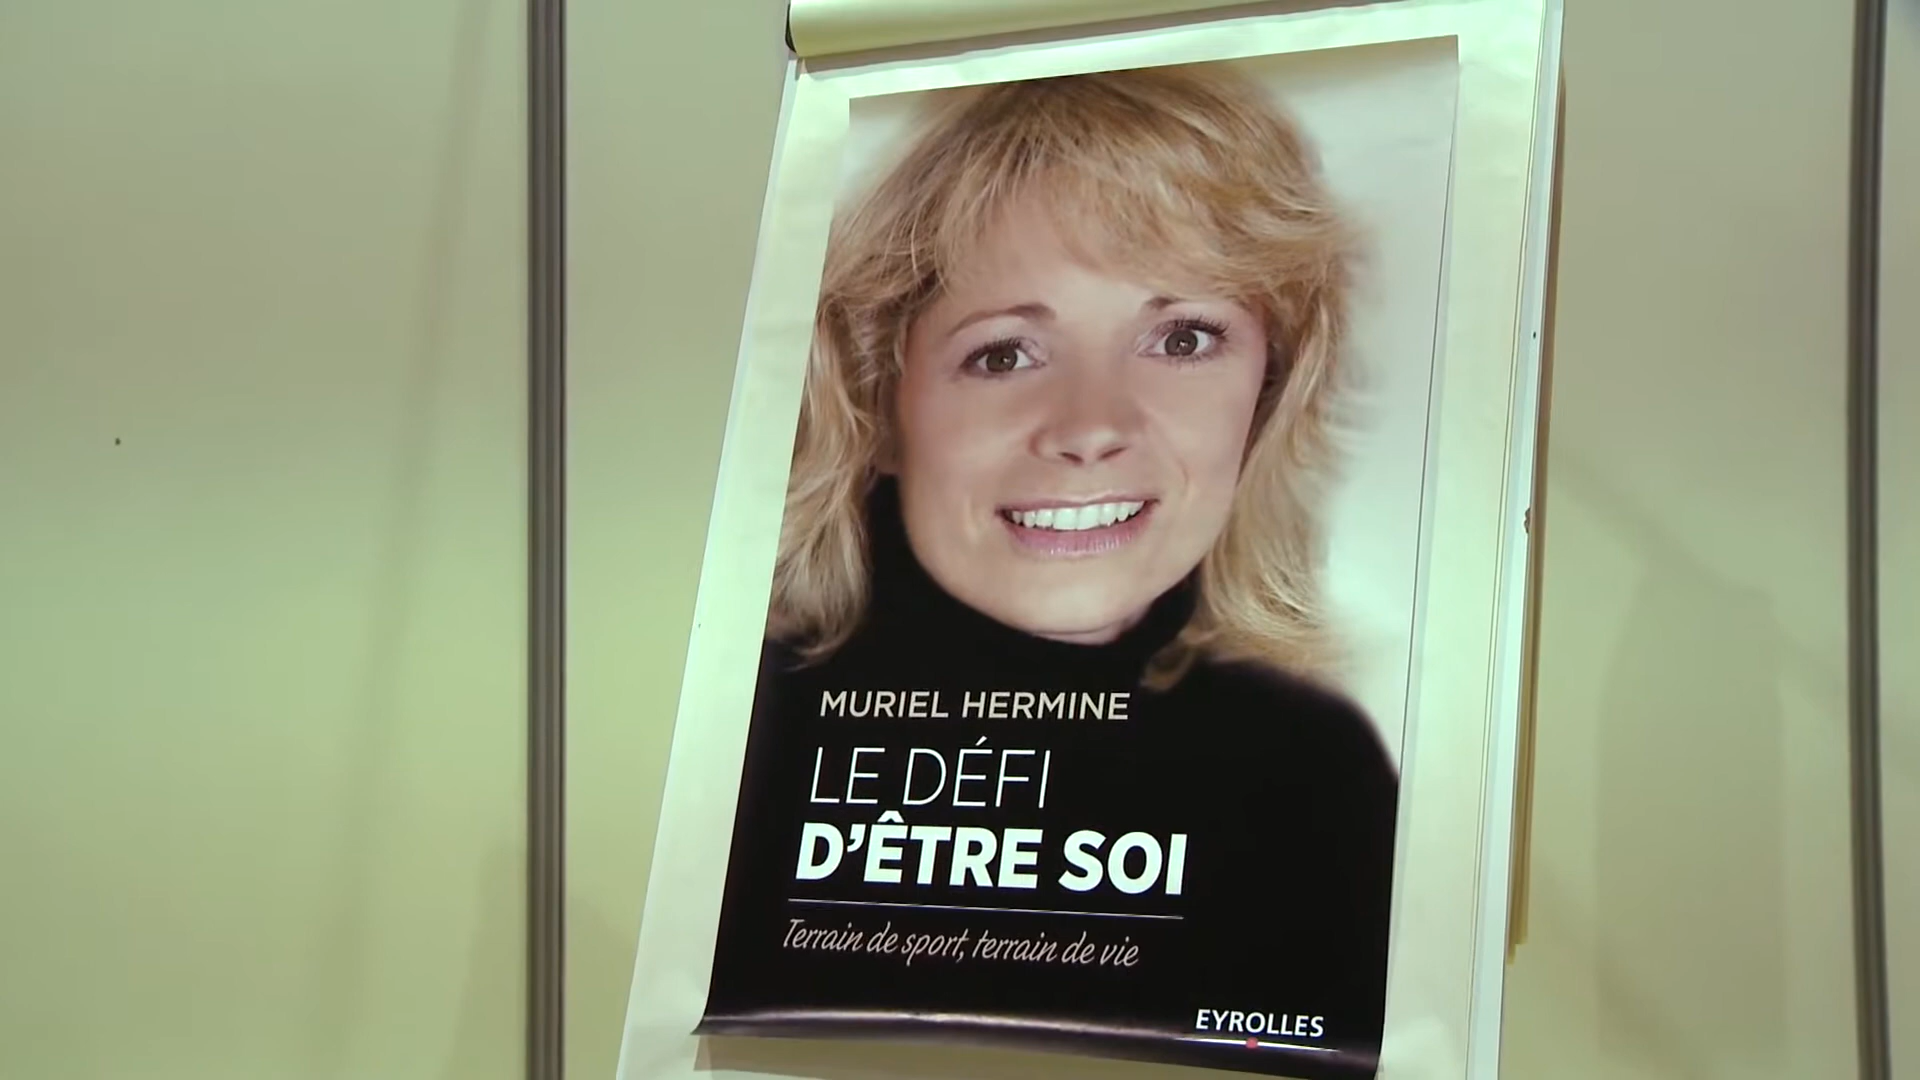 MURIEL HERMINE
LE DÉFI
D'ÊTRE SOI
Terrain de sport, terrain de vie
EYROLLES